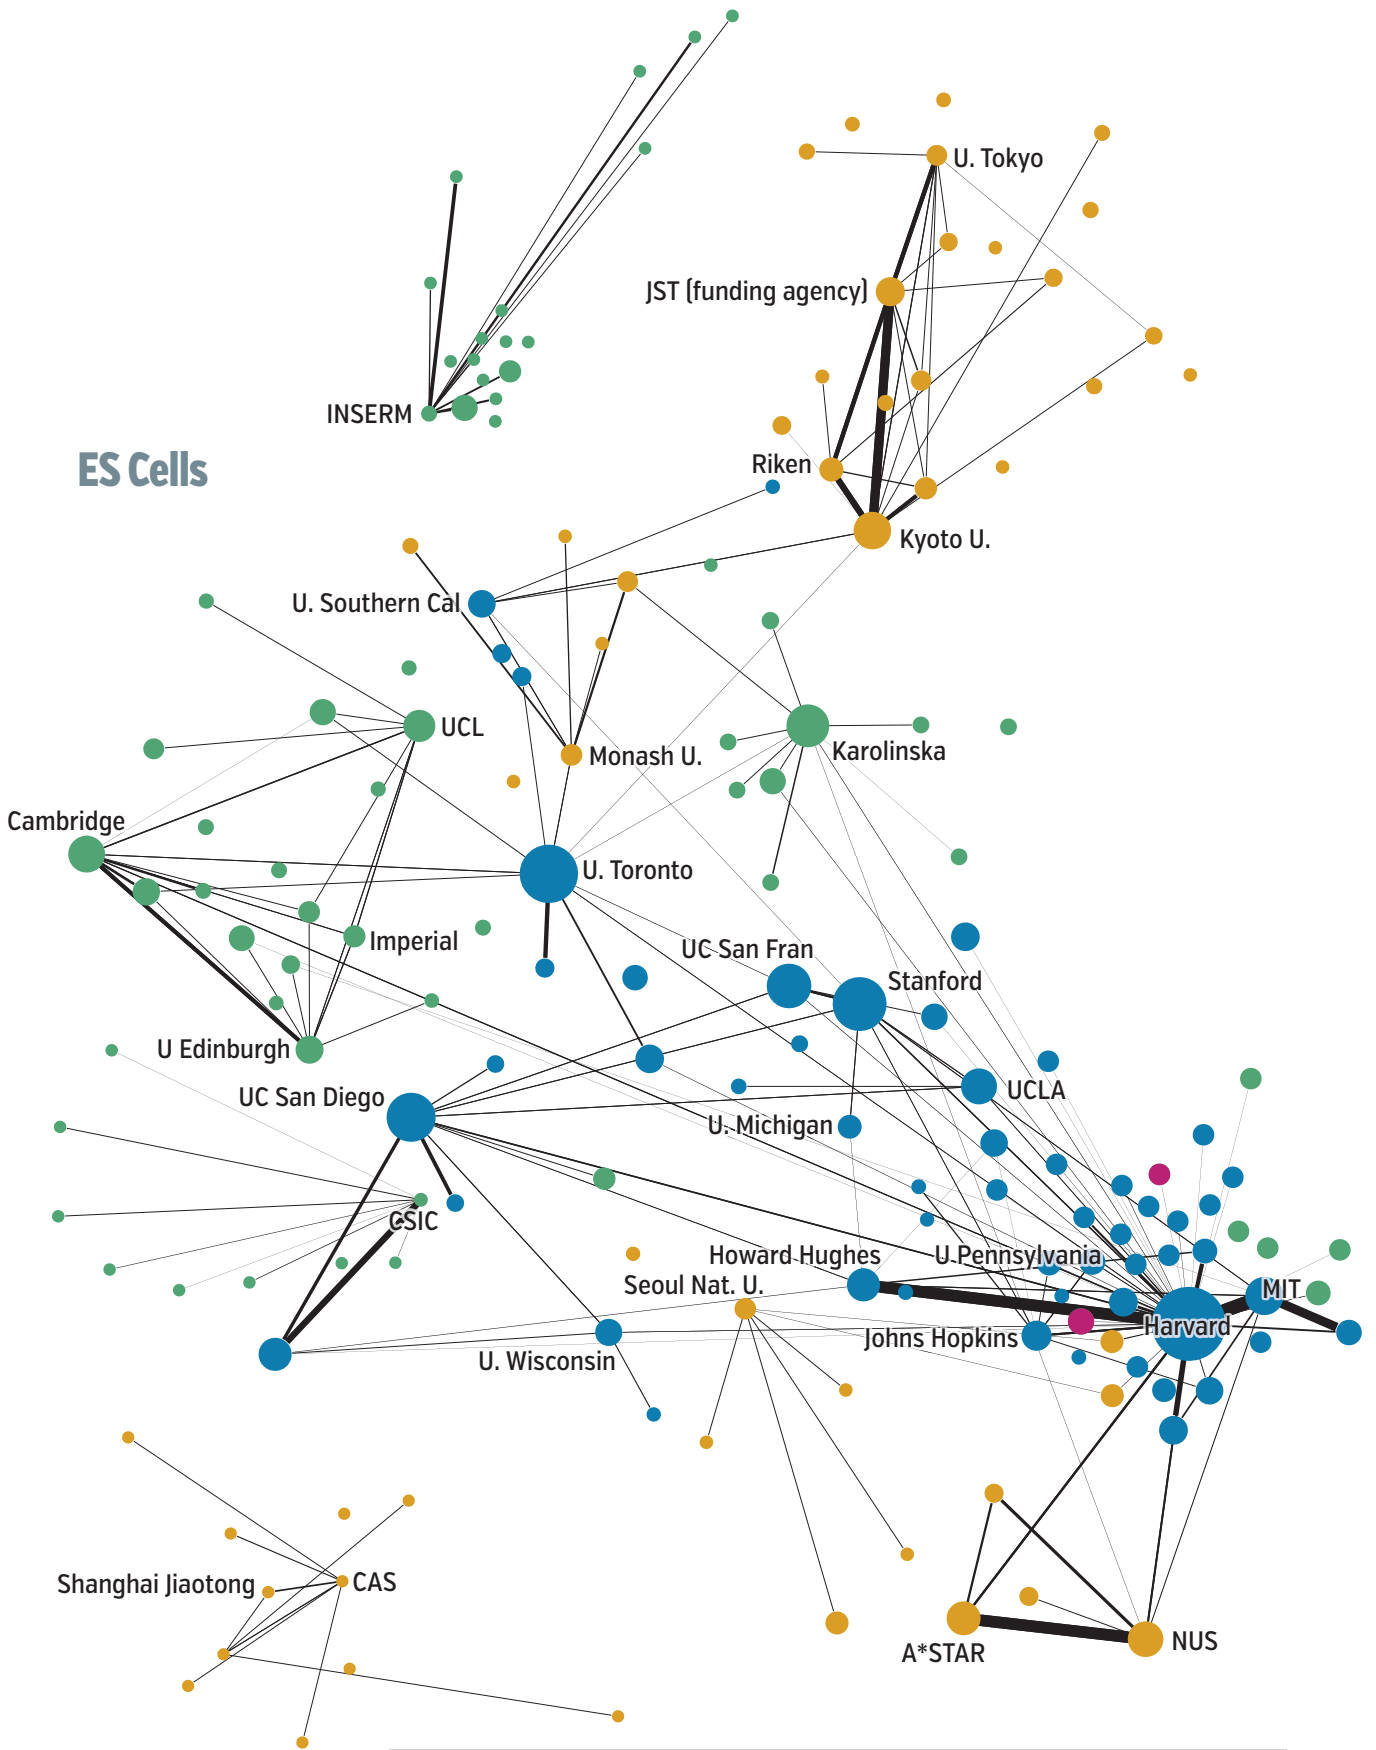 U. Tokyo
JST (funding agency)
INSERM
ES Cells
Riken
Kyoto U.
U. Southern Cal
UCL
Monash U.
Karolinska
Cambridge
U. Toronto
Imperial
UC San Fran
Stanford
U Edinburgh
UC San Diego
UCLA
U. Michigan
CSIC
Howard Hughes
U.Pennsylvania
Seoul Nat. U.
MIT
Harvard
Johns Hopkins
U. Wisconsin
Shanghai Jiaotong
CAS
A*STAR
NUS